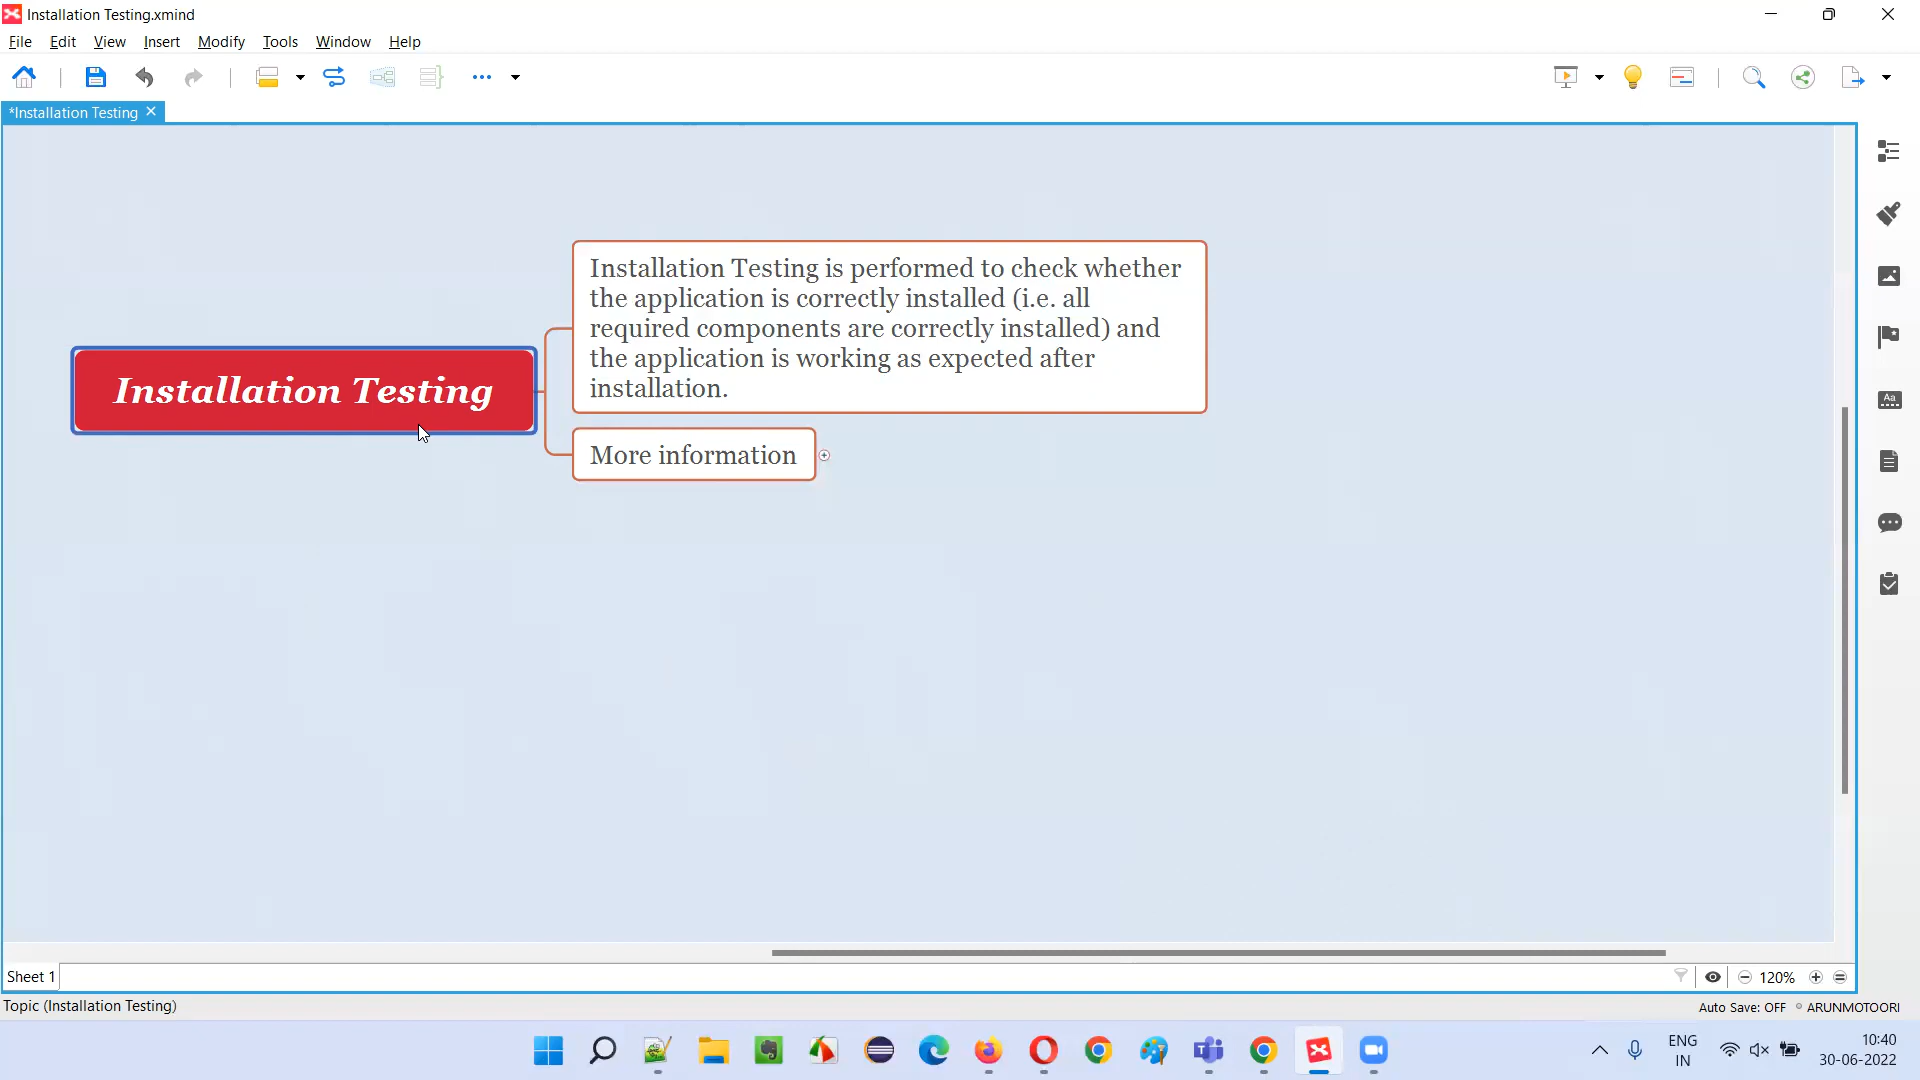 Installation Testing.xmind
File Edit View Insert Modify Tools Window Help
*Installation Testing
Installation Testing is performed to check whether
the application is correctly installed (i.e. all
required components are correctly installed) and
the application is working as expected after
installation.
Installation Testing
More information
Aa
Sheet 1
120%
Topic (Installation Testing)
Auto Save: OFF
ARUNMOTOORI
ENG
IN
10:40
30-06-2022